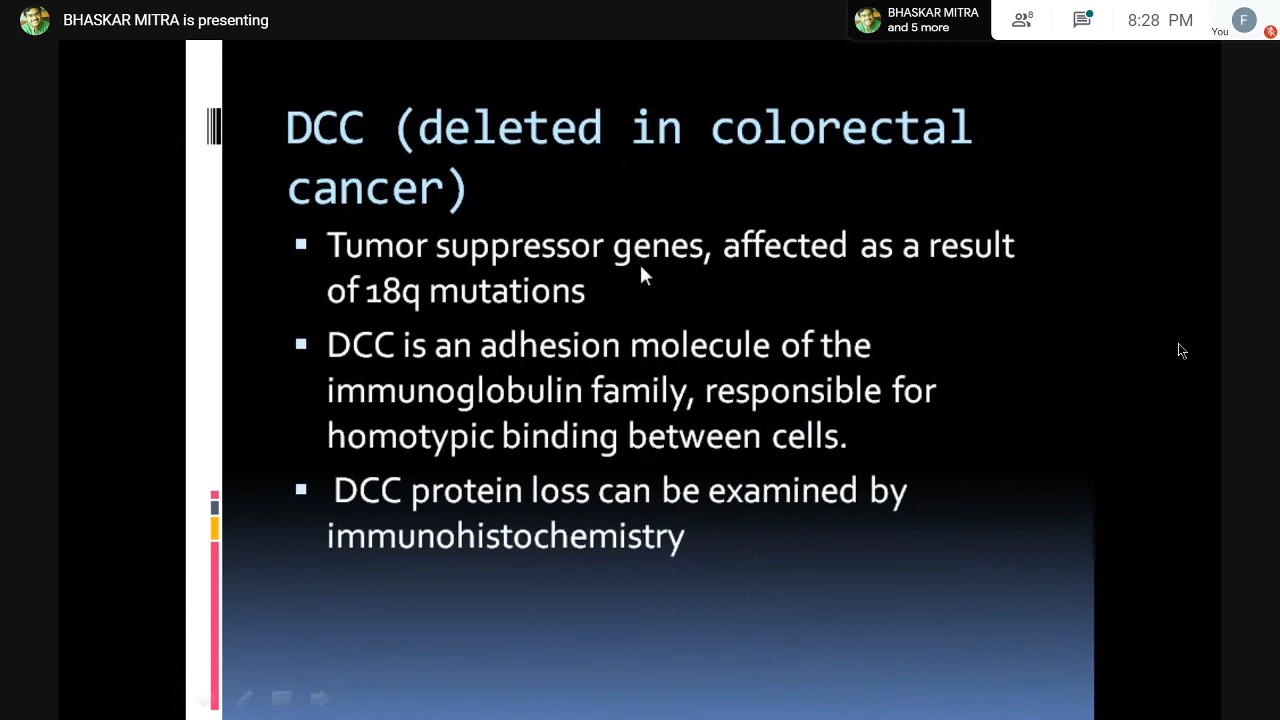 BHASKAR MITRA is presenting
BHASKAR MITRA
and 5 more
8
8:28 PM
You
F
DCC (deleted in colorectal
cancer)
Tumor suppressor genes, affected as a result
of 18q mutations
DCC is an adhesion molecule of the
immunoglobulin family, responsible for
homotypic binding between cells.
DCC protein loss can be examined by
immunohistochemistry